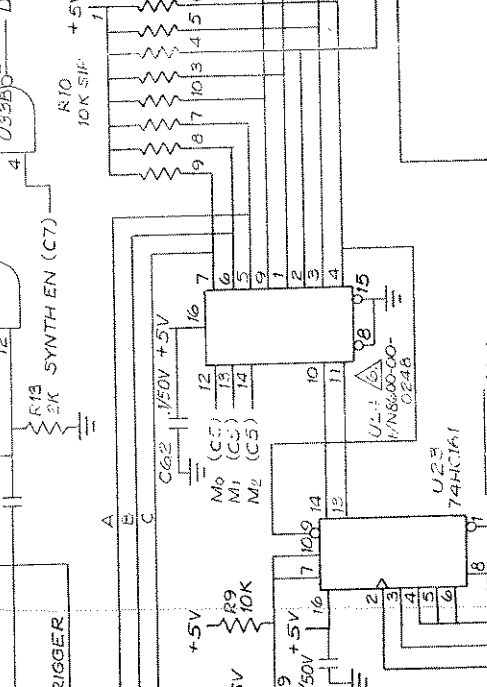 +5V
1
R10
10K SIP
5
4
3
10
7
8
9
U33B
4
12
R13
2K
SYNTH EN (C7)
7
6
5
9
1
2
3
4
16
15
8
12
13
14
10
11
+5V
1/50V
C62
M0 (C5)
M1 (C5)
M2 (C5)
6
0248
A
B
C
U23
74HC161
14
13
9
10
7
16
1
8
2
3
4
5
6
+5V
R9
10K
+5V
/50V
9
5V
RIGGER